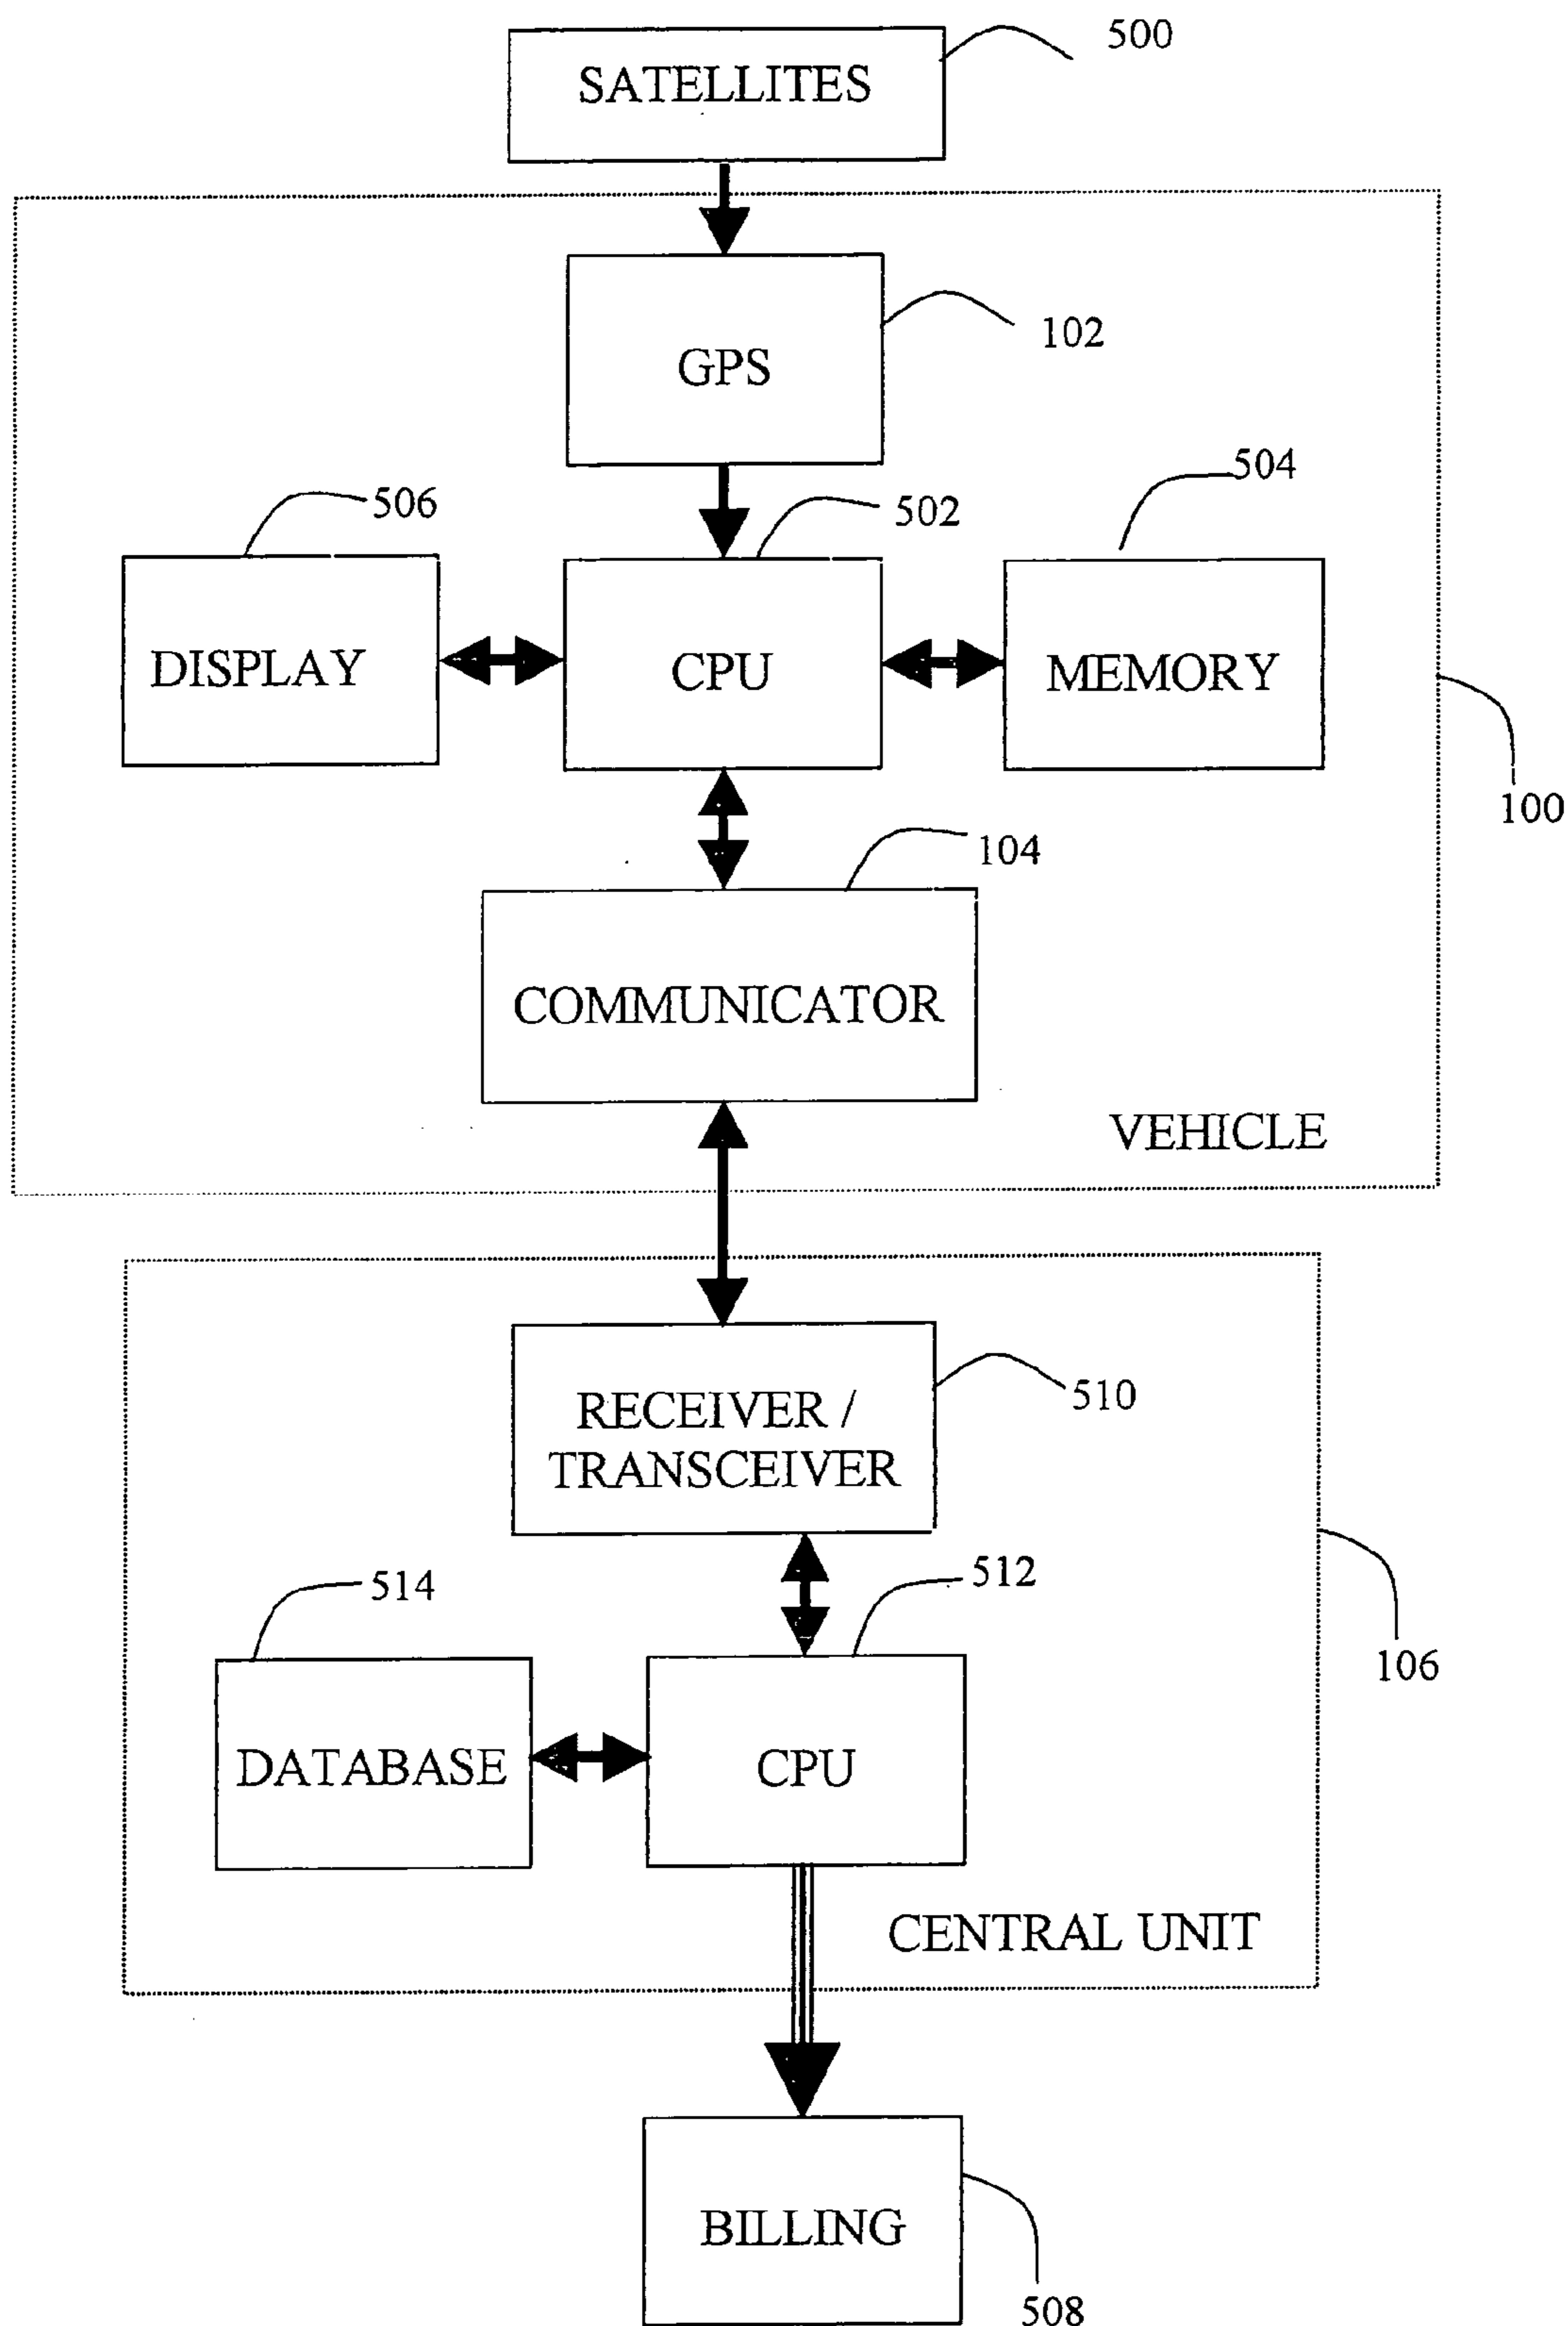 500
SATELLITES
102
GPS
504
506
502
DISPLAY
CPU
MEMORY
100
104
COMMUNICATOR
VEHICLE
510
RECEIVER /
TRANSCEIVER
512
514
106
DATABASE
CPU
CENTRAL UNIT
BILLING
508